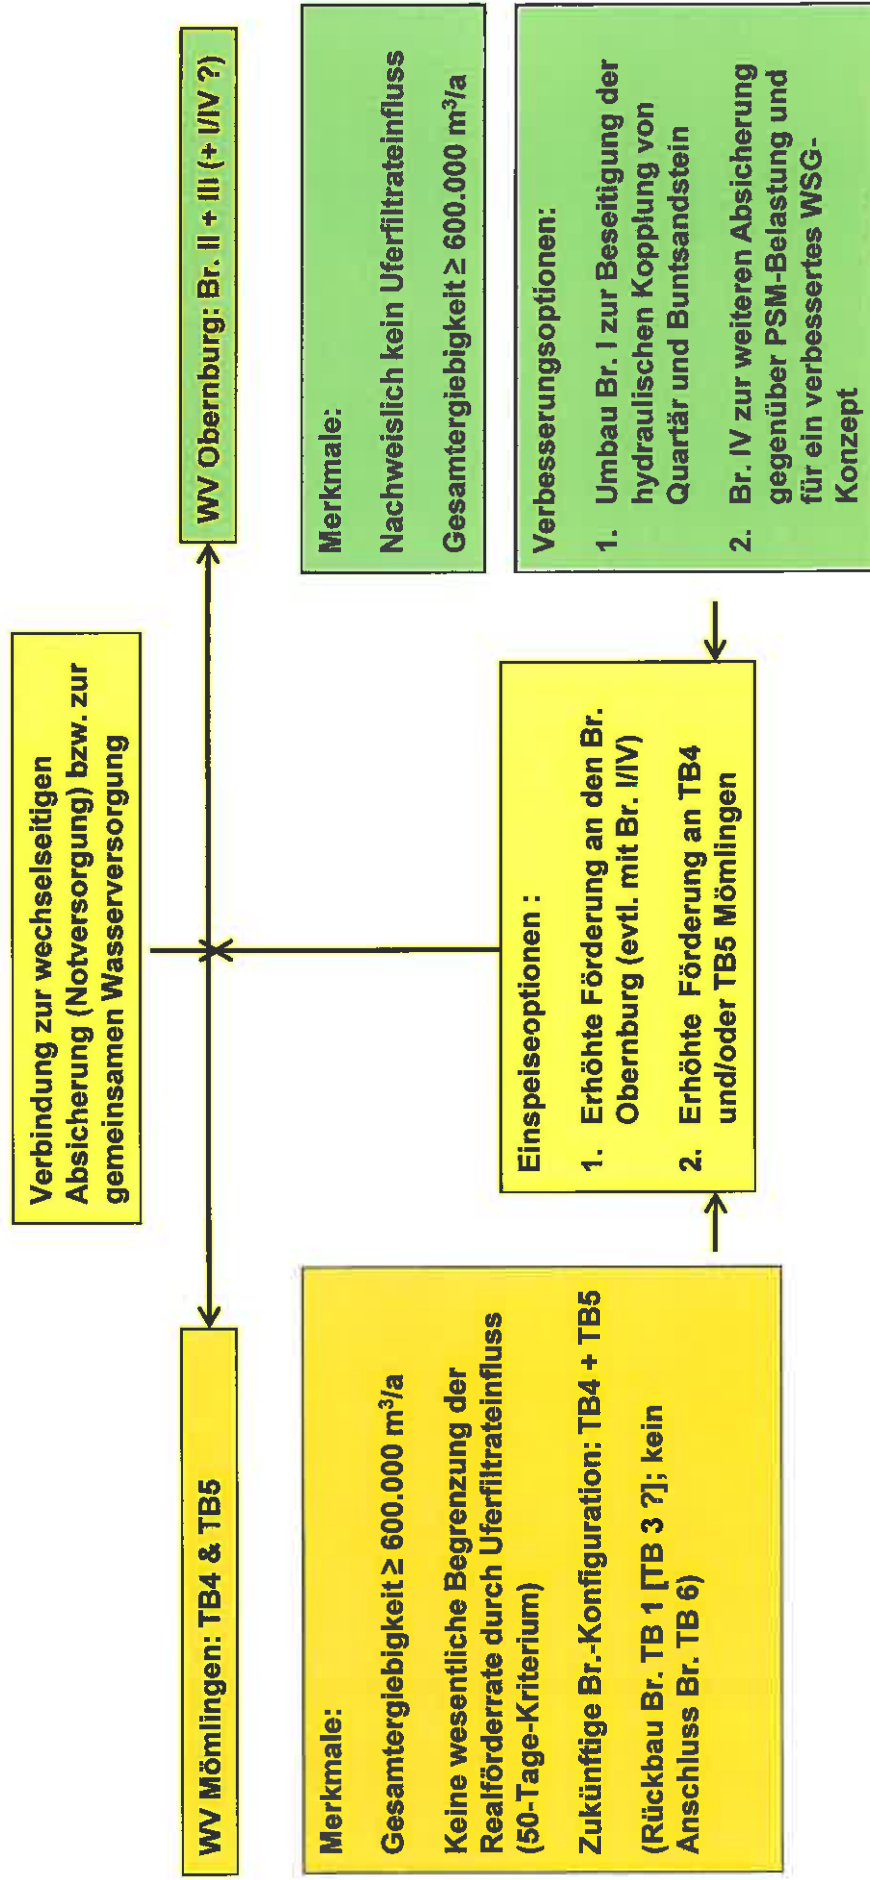 Verbindung zur wechselseitigen
Absicherung (Notversorgung) bzw. zur
gemeinsamen Wasserversorgung
WV Mömlingen: TB4 & TB5
WV Obernburg: Br. II + III (+ I/IV ?)
Merkmale:
Gesamtergiebigkeit ≥ 600.000 m³/a
Keine wesentliche Begrenzung der
Realförderrate durch Uferfiltrateinfluss
(50-Tage-Kriterium)
Zukünftige Br.-Konfiguration: TB4 + TB5
(Rückbau Br. TB 1 [TB 3 ?]; kein
Anschluss Br. TB 6)
Einspeiseoptionen :
1. Erhöhte Förderung an den Br.
Obernburg (evtl. mit Br. I/IV)
2. Erhöhte Förderung an TB4
und/oder TB5 Mömlingen
Merkmale:
Nachweislich kein Uferfiltrateinfluss
Gesamtergiebigkeit ≥ 600.000 m³/a
Verbesserungsoptionen:
1. Umbau Br. I zur Beseitigung der
hydraulischen Kopplung von
Quartär und Buntsandstein
2. Br. IV zur weiteren Absicherung
gegenüber PSM-Belastung und
für ein verbessertes WSG-
Konzept